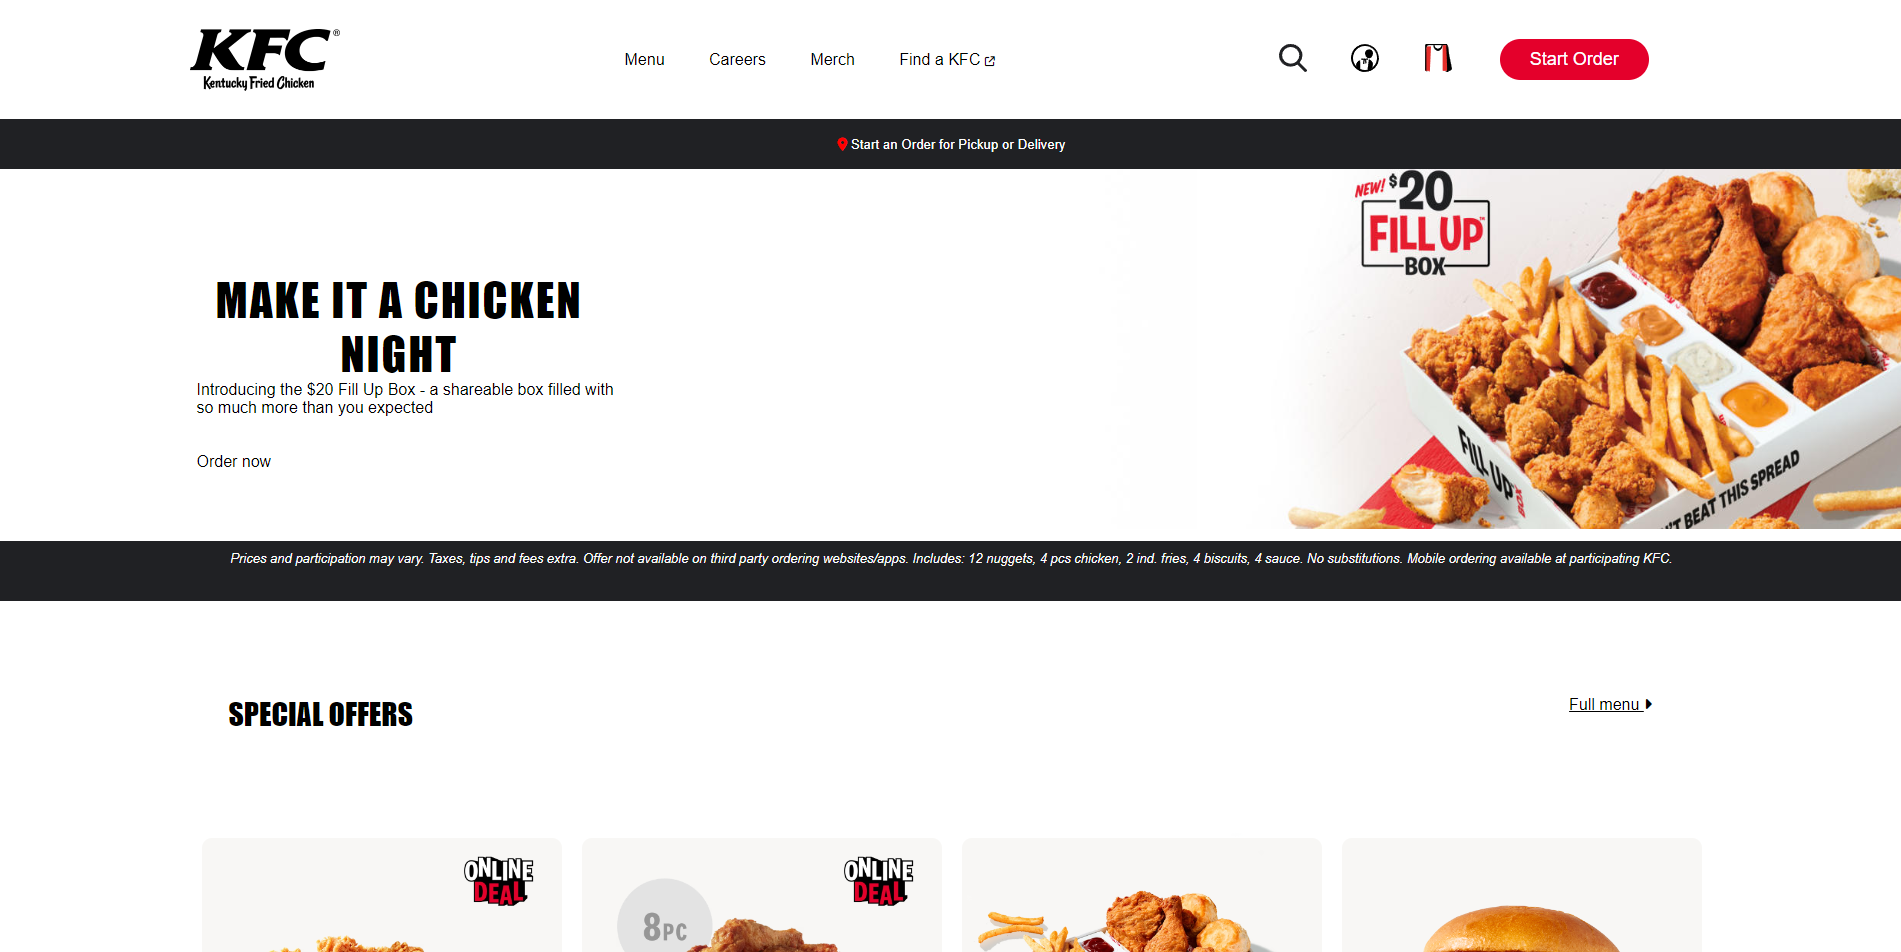 KFC®
Kentucky Fried Chicken
Menu
Careers
Merch
Find a KFC
Start Order
Start an Order for Pickup or Delivery
NEW! $20
FILL UP™
BOX
MAKE IT A CHICKEN
NIGHT
Introducing the $20 Fill Up Box - a shareable box filled with
so much more than you expected
Order now
FILL UP BOX
'T BEAT THIS SPREAD
Prices and participation may vary. Taxes, tips and fees extra. Offer not available on third party ordering websites/apps. Includes: 12 nuggets, 4 pcs chicken, 2 ind. fries, 4 biscuits, 4 sauce. No substitutions. Mobile ordering available at participating KFC.
SPECIAL OFFERS
Full menu
ONLINE
DEAL
8PC
ONLINE
DEAL